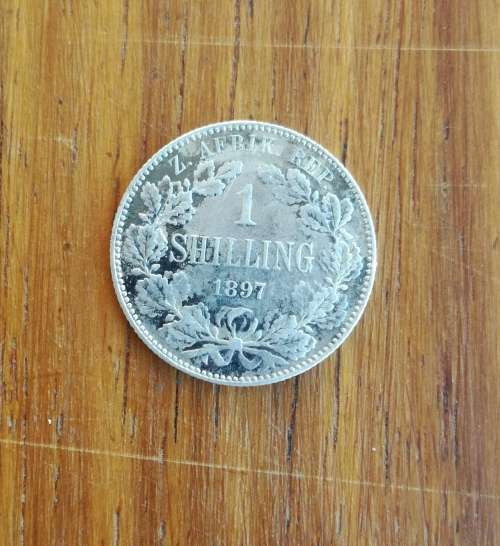 Z. AFRIK. REP.
1
SHILLING
1897